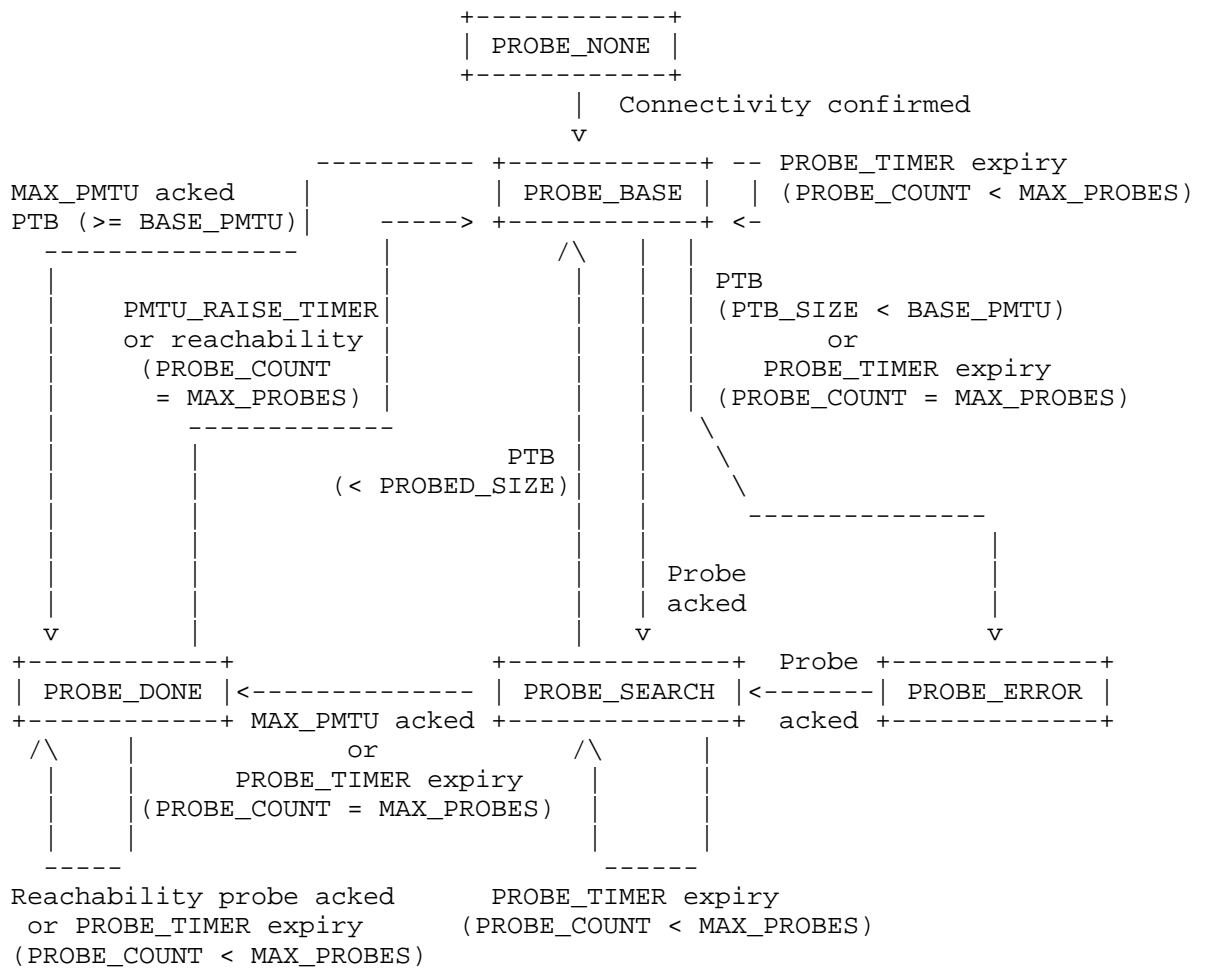 PROBE_NONE
Connectivity confirmed
PROBE_TIMER expiry
MAX_PMTU acked PROBE_BASE (PROBE_COUNT < MAX_PROBES)
PTB (>= BASE_PMTU)
PTB
PMTU_RAISE_TIMER (PTB_SIZE < BASE_PMTU)
or reachability or
(PROBE_COUNT PROBE_TIMER expiry
= MAX_PROBES) (PROBE_COUNT = MAX_PROBES)
PTB
(< PROBED_SIZE)
Probe
acked
Probe
PROBE_DONE PROBE_SEARCH PROBE_ERROR
MAX_PMTU acked acked
or
PROBE_TIMER expiry
(PROBE_COUNT = MAX_PROBES)
Reachability probe acked PROBE_TIMER expiry
or PROBE_TIMER expiry (PROBE_COUNT < MAX_PROBES)
(PROBE_COUNT < MAX_PROBES)